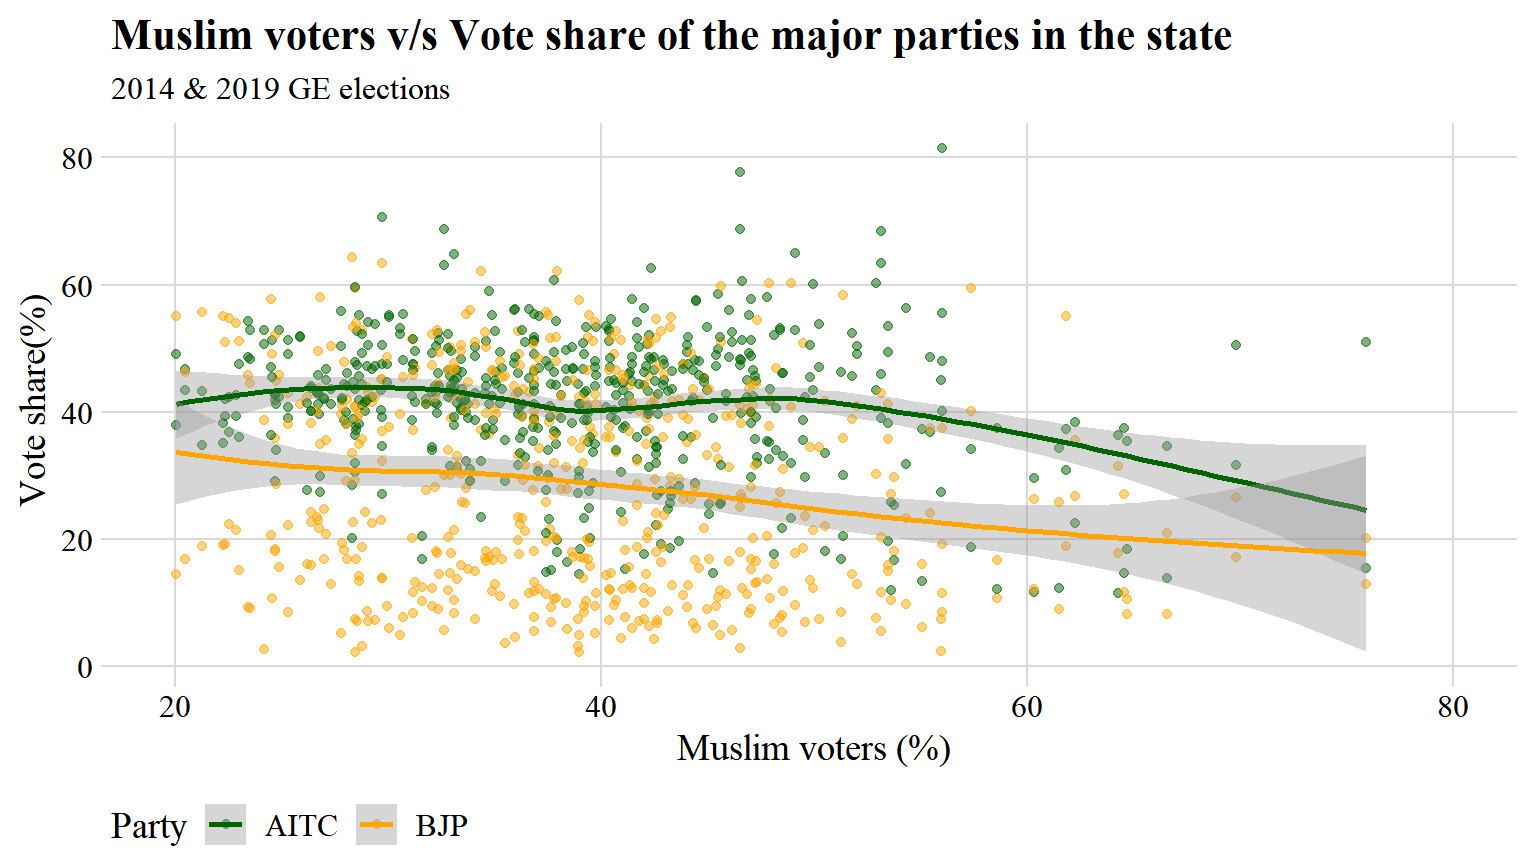 Muslim voters v/s Vote share of the major parties in the state
2014 & 2019 GE elections
Vote share(%)
80
60
40
20
0
20 40 60 80
Muslim voters (%)
Party AITC BJP